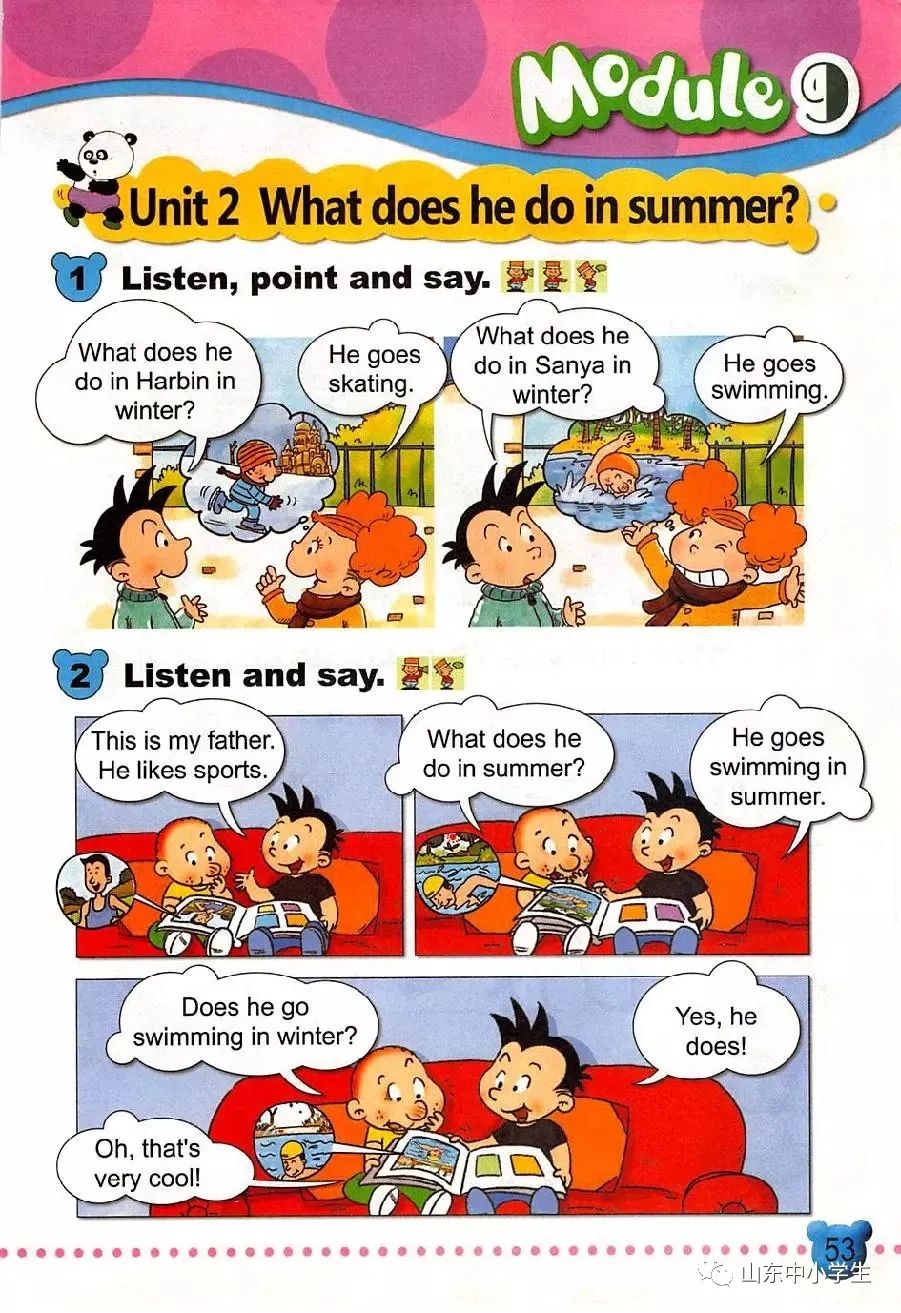 Module 9
Unit 2 What does he do in summer?
1 Listen, point and say.
What does he
do in Harbin in
winter?
He goes
skating.
What does he
do in Sanya in
winter?
He goes
swimming.
2 Listen and say.
This is my father.
He likes sports.
What does he
do in summer?
He goes
swimming in
summer.
Does he go
swimming in winter?
Yes, he
does!
Oh, that's
very cool!
53
山东中小学生